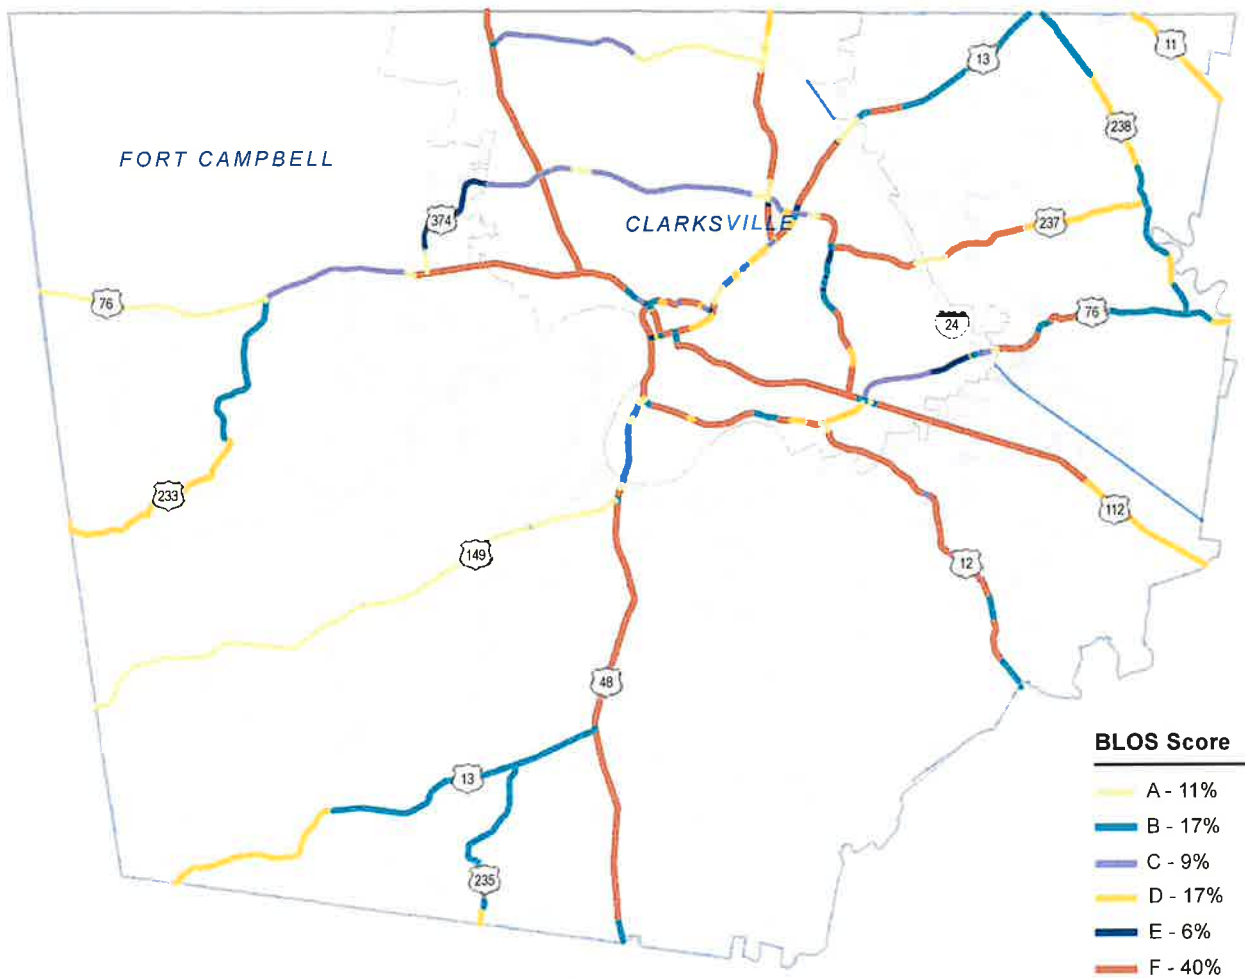 11
13
238
FORT CAMPBELL
374
CLARKSVILLE
237
76
24
76
233
112
149
12
48
13
235
BLOS Score
A - 11%
B - 17%
C - 9%
D - 17%
E - 6%
F - 40%